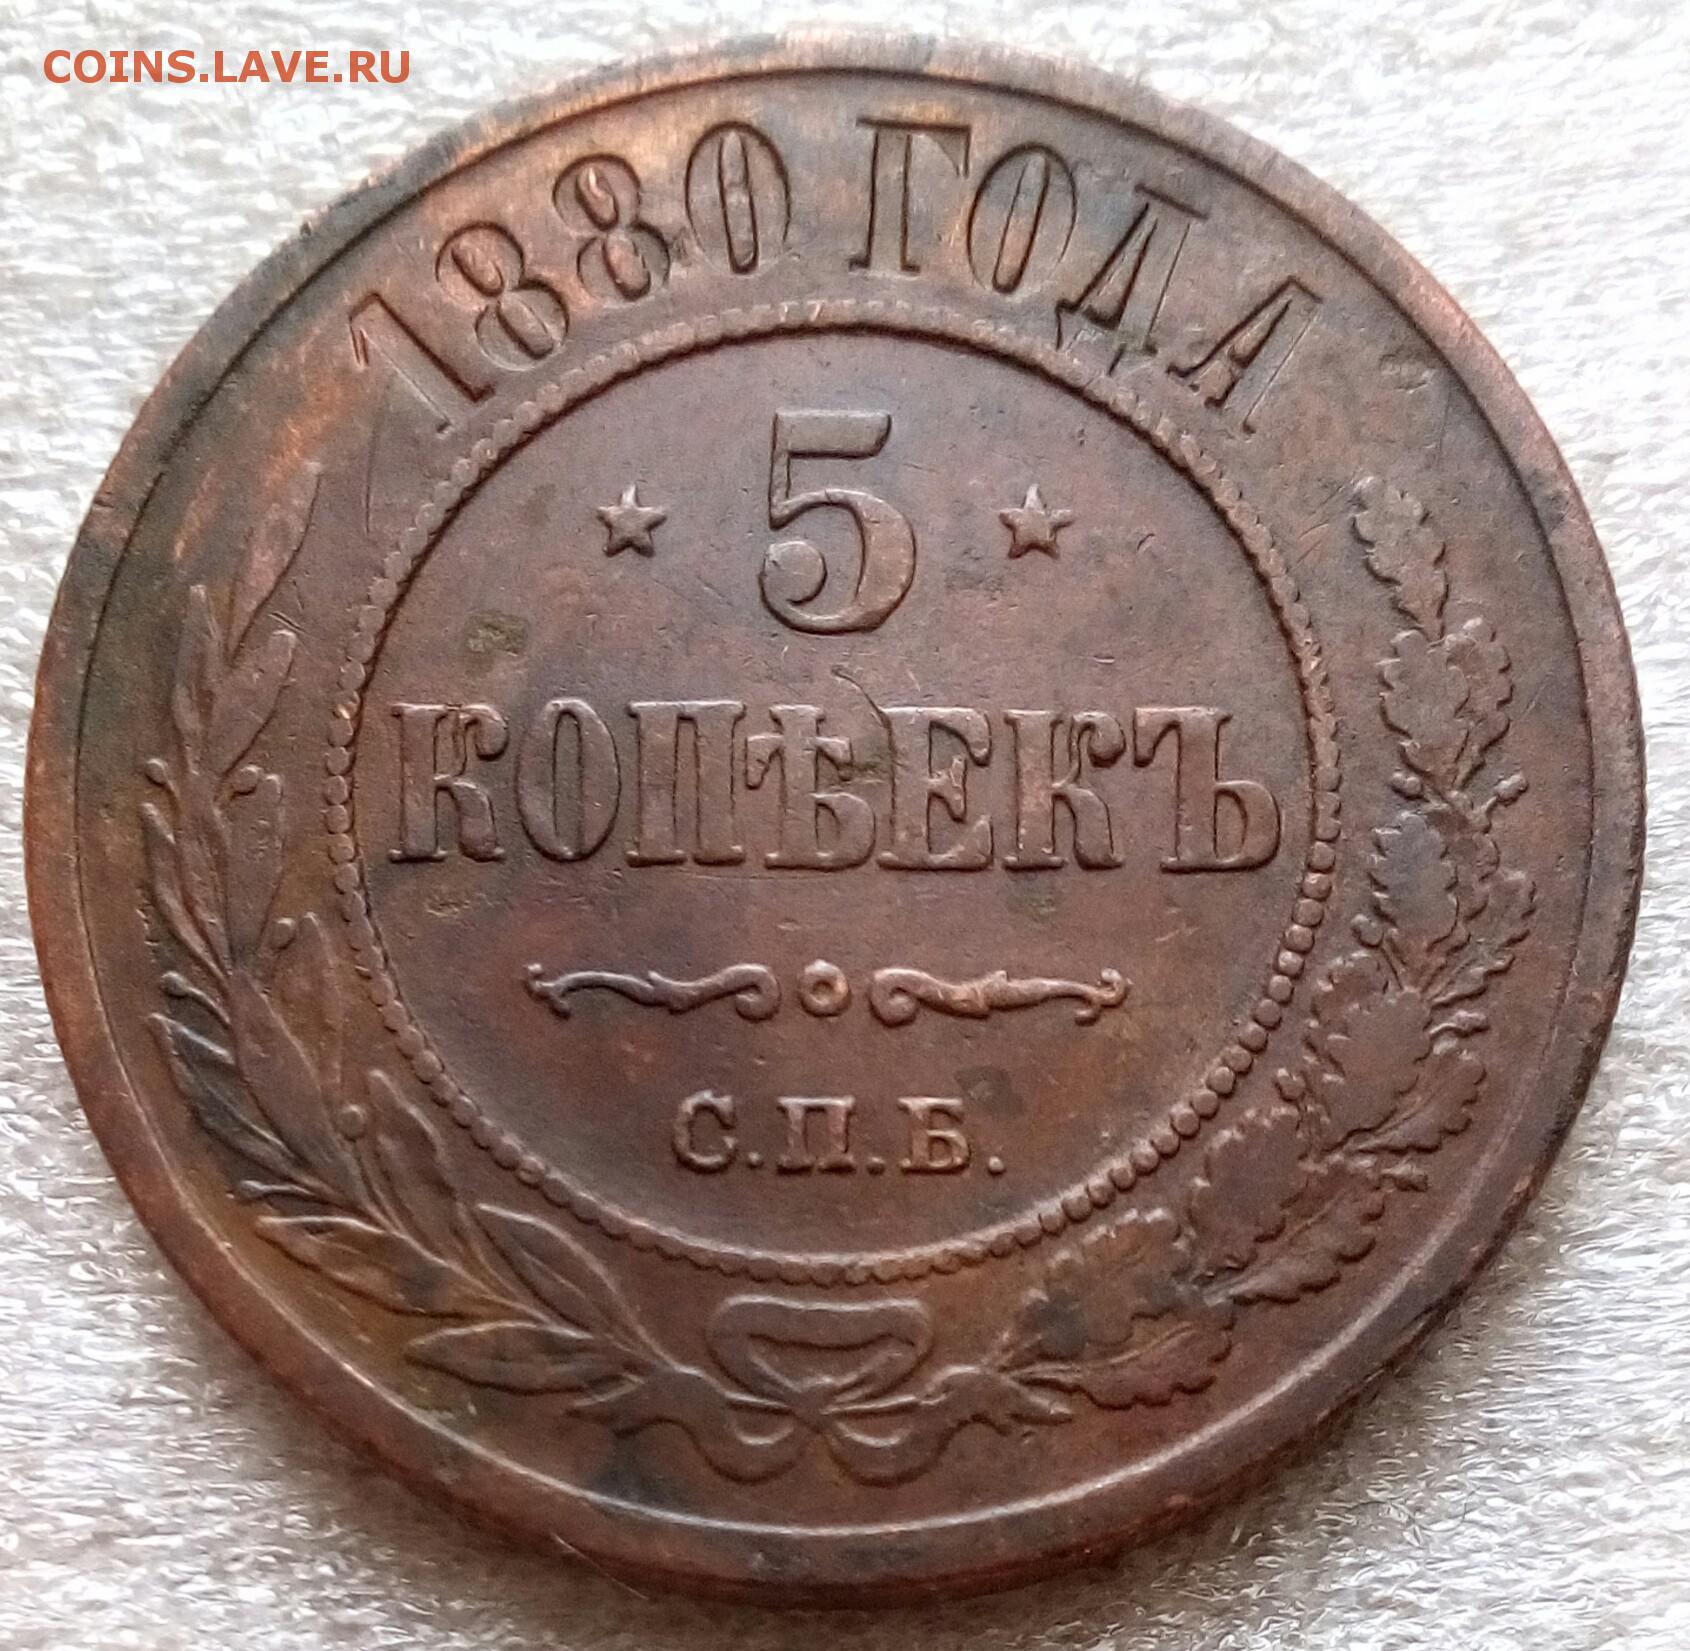 COINS.LAVE.RU
1880 ГОДА
5
КОПѢЕКЪ
С.П.Б.